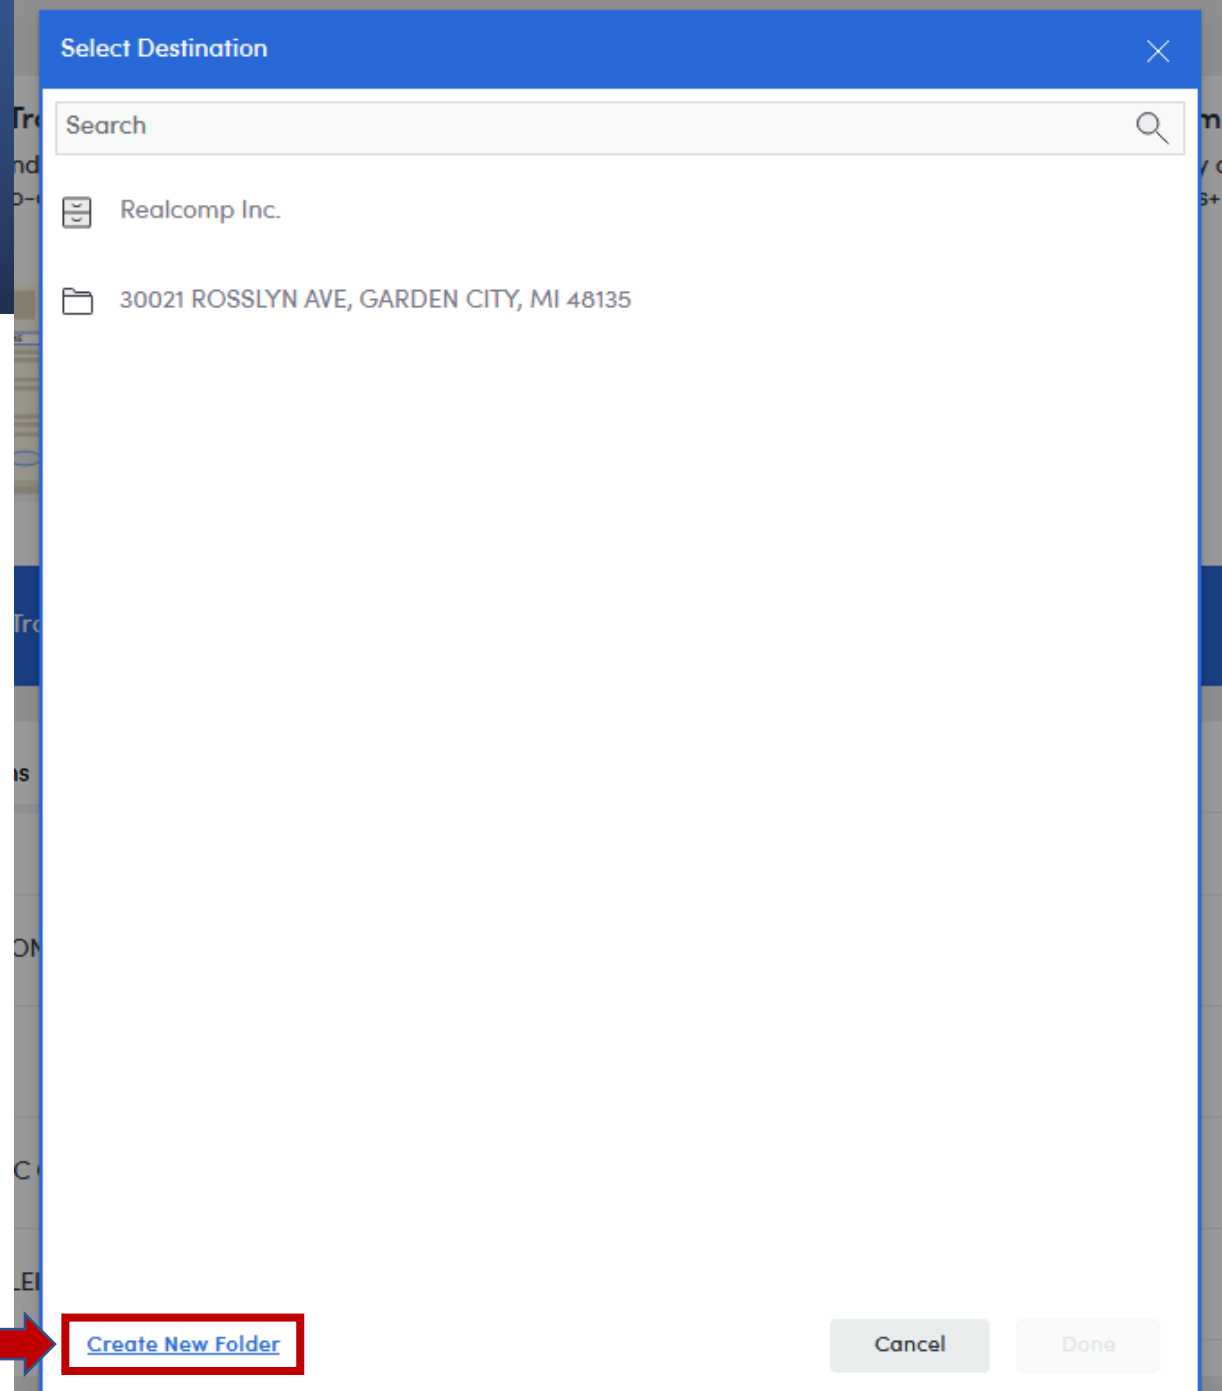 Select Destination
Search
Realcomp Inc.
30021 ROSSLYN AVE, GARDEN CITY, MI 48135
Create New Folder
Cancel
Done